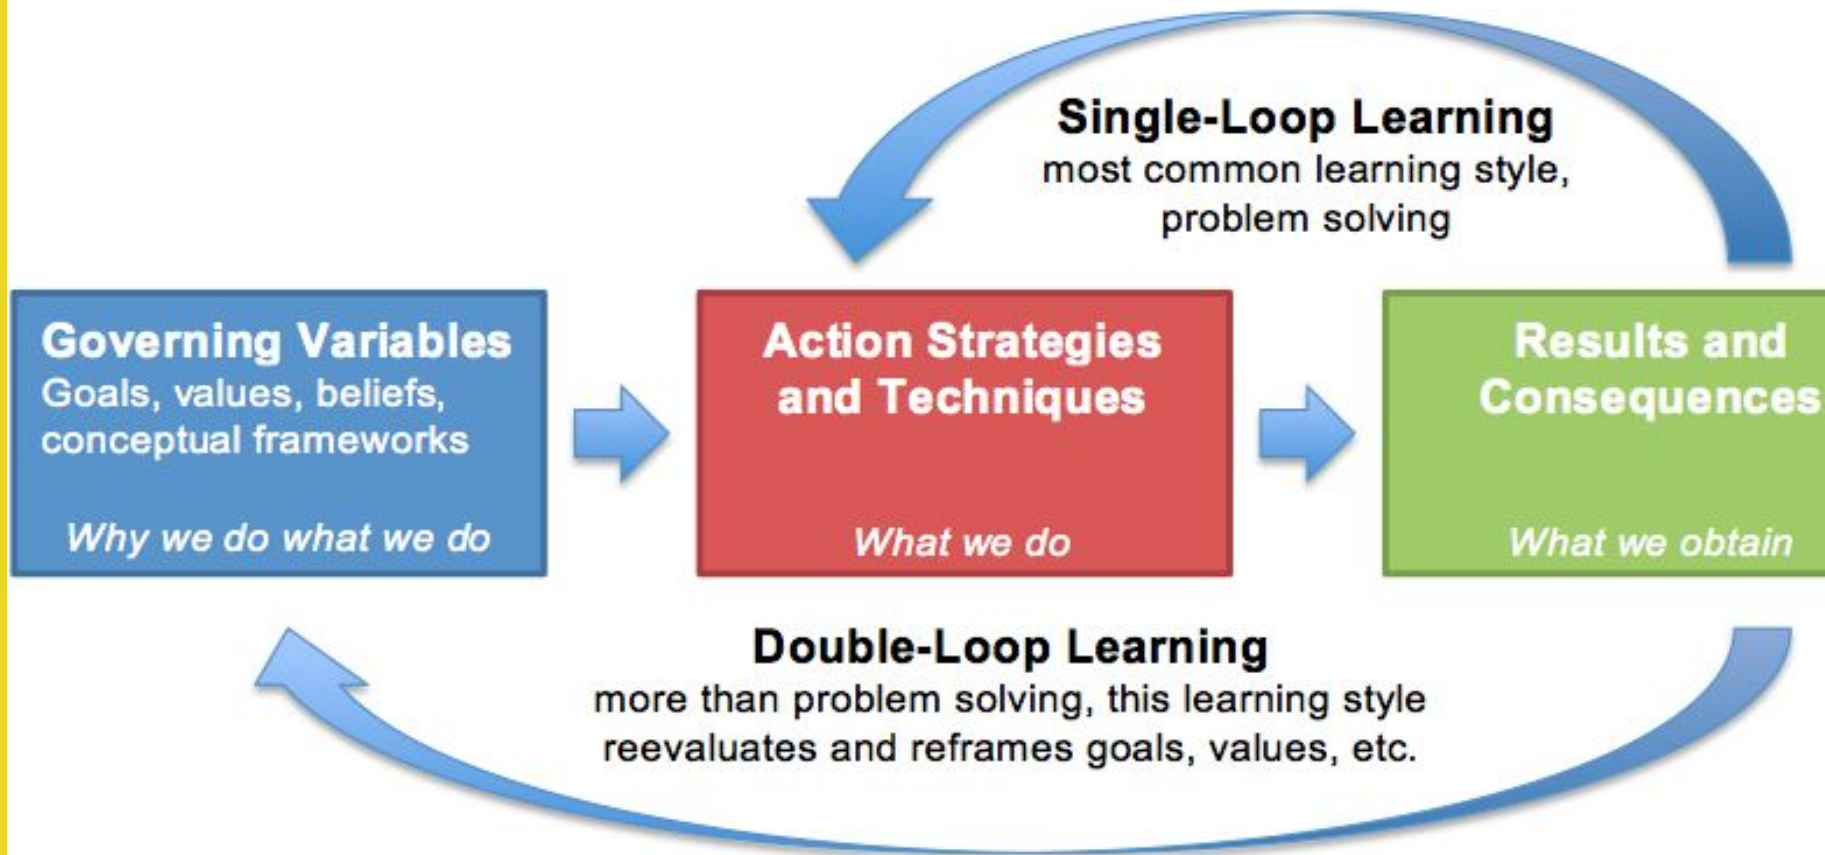 Single-Loop Learning
most common learning style,
problem solving
Governing Variables
Goals, values, beliefs,
conceptual frameworks
Why we do what we do
Action Strategies
and Techniques
What we do
Results and
Consequences
What we obtain
Double-Loop Learning
more than problem solving, this learning style
reevaluates and reframes goals, values, etc.